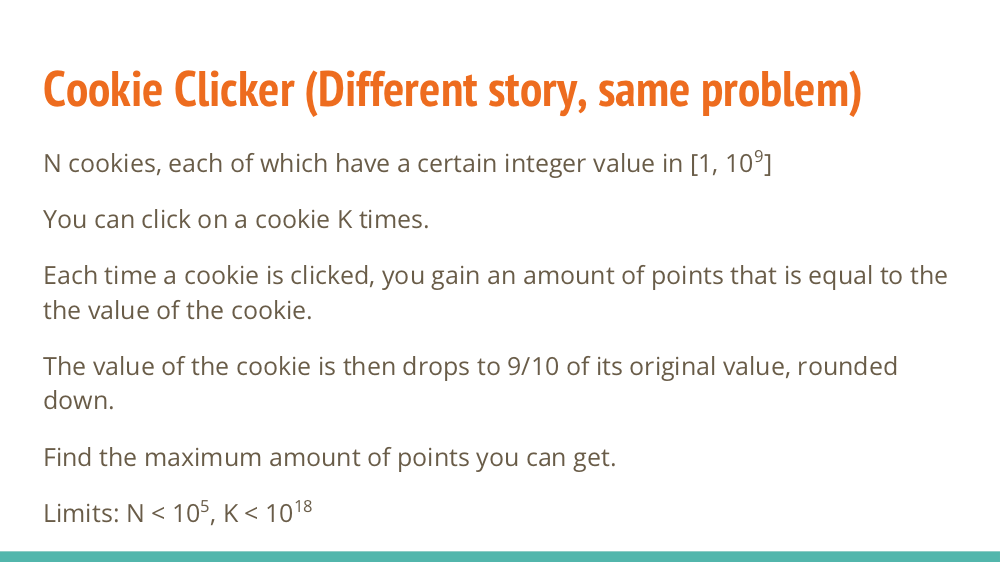 Cookie Clicker (Different story, same problem)
N cookies, each of which have a certain integer value in [1, 10⁹]
You can click on a cookie K times.
Each time a cookie is clicked, you gain an amount of points that is equal to the
the value of the cookie.
The value of the cookie is then drops to 9/10 of its original value, rounded
down.
Find the maximum amount of points you can get.
Limits: N < 10⁵, K < 10¹⁸